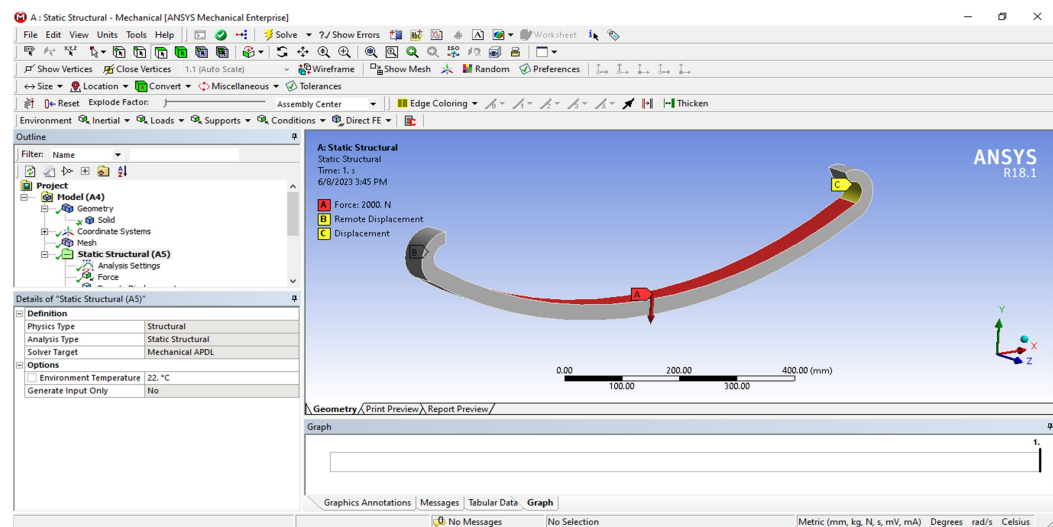 A : Static Structural - Mechanical [ANSYS Mechanical Enterprise]
File Edit View Units Tools Help Solve ?/ Show Errors A Worksheet
ISO
Show Vertices Close Vertices 1.1 (Auto Scale) Wireframe Show Mesh Random Preferences
Size Location Convert Miscellaneous Tolerances
Reset Explode Factor: Assembly Center Edge Coloring Thicken
Environment Inertial Loads Supports Conditions Direct FE
Outline
Filter: Name
Project
Model (A4)
Geometry
Solid
Coordinate Systems
Mesh
Static Structural (A5)
Analysis Settings
Force
Details of "Static Structural (A5)"
Definition
Physics Type Structural
Analysis Type Static Structural
Solver Target Mechanical APDL
Options
Environment Temperature 22. °C
Generate Input Only No
A: Static Structural
Static Structural
Time: 1. s
6/8/2023 3:45 PM
A Force: 2000. N
B Remote Displacement
C Displacement
ANSYS
R18.1
C
B
A
Y
X
Z
0.00 200.00 400.00 (mm)
100.00 300.00
Geometry Print Preview Report Preview
Graph
1.
Graphics Annotations Messages Tabular Data Graph
No Messages No Selection Metric (mm, kg, N, s, mV, mA) Degrees rad/s Celsius